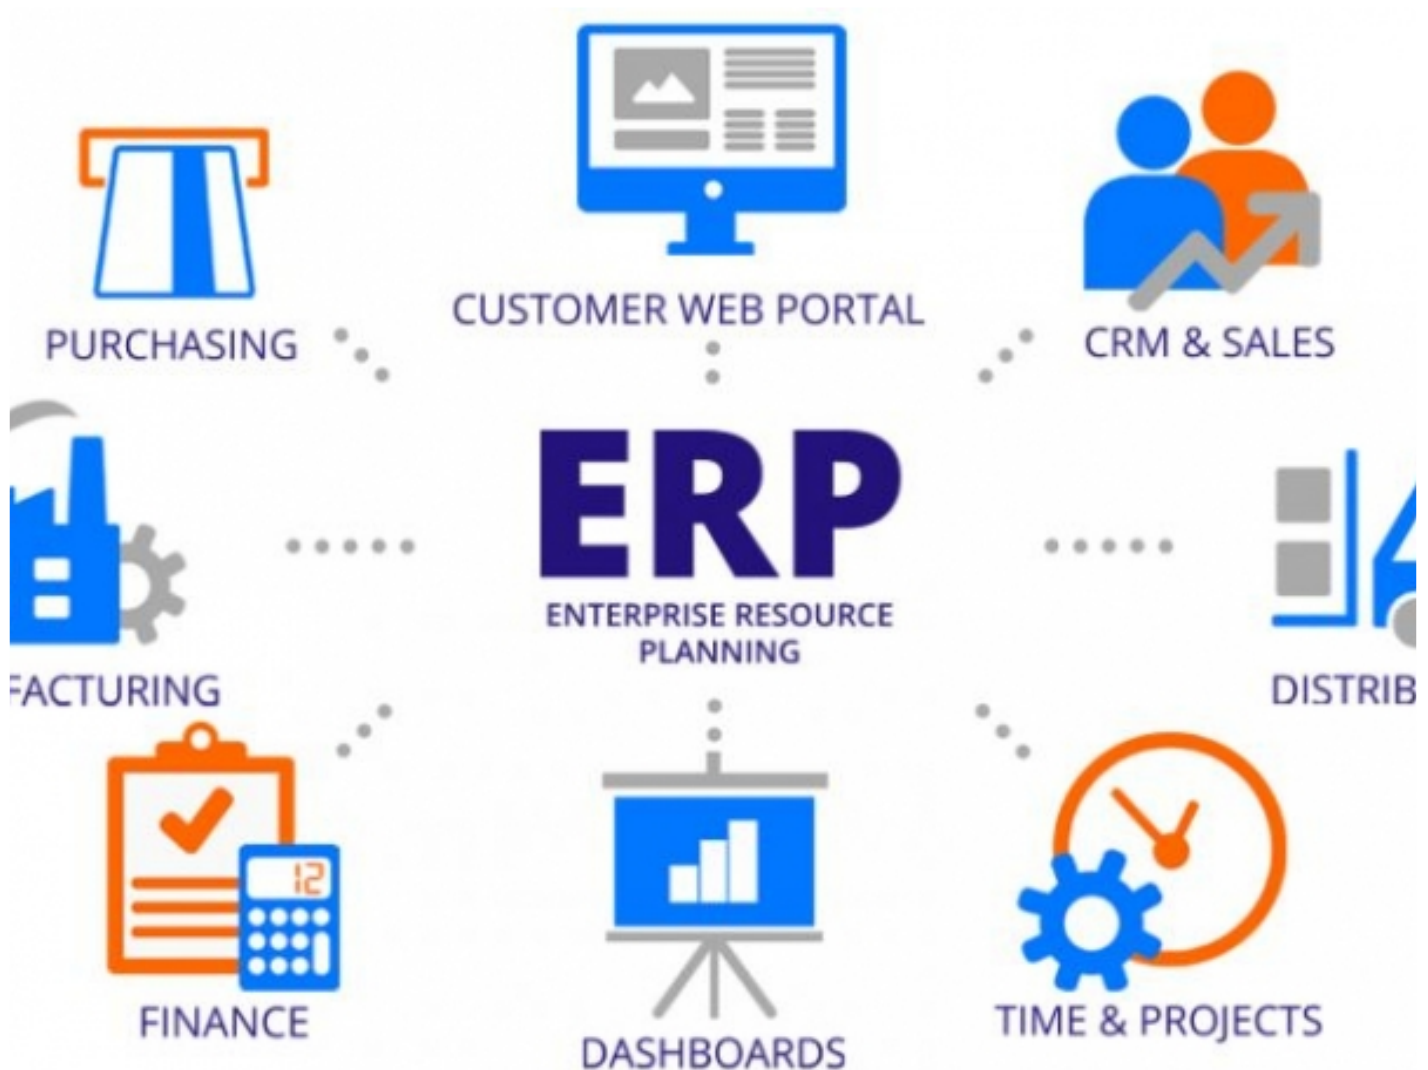 CUSTOMER WEB PORTAL
PURCHASING
CRM & SALES
ERP
ENTERPRISE RESOURCE
PLANNING
FACTURING
DISTRIB
12
FINANCE
DASHBOARDS
TIME & PROJECTS